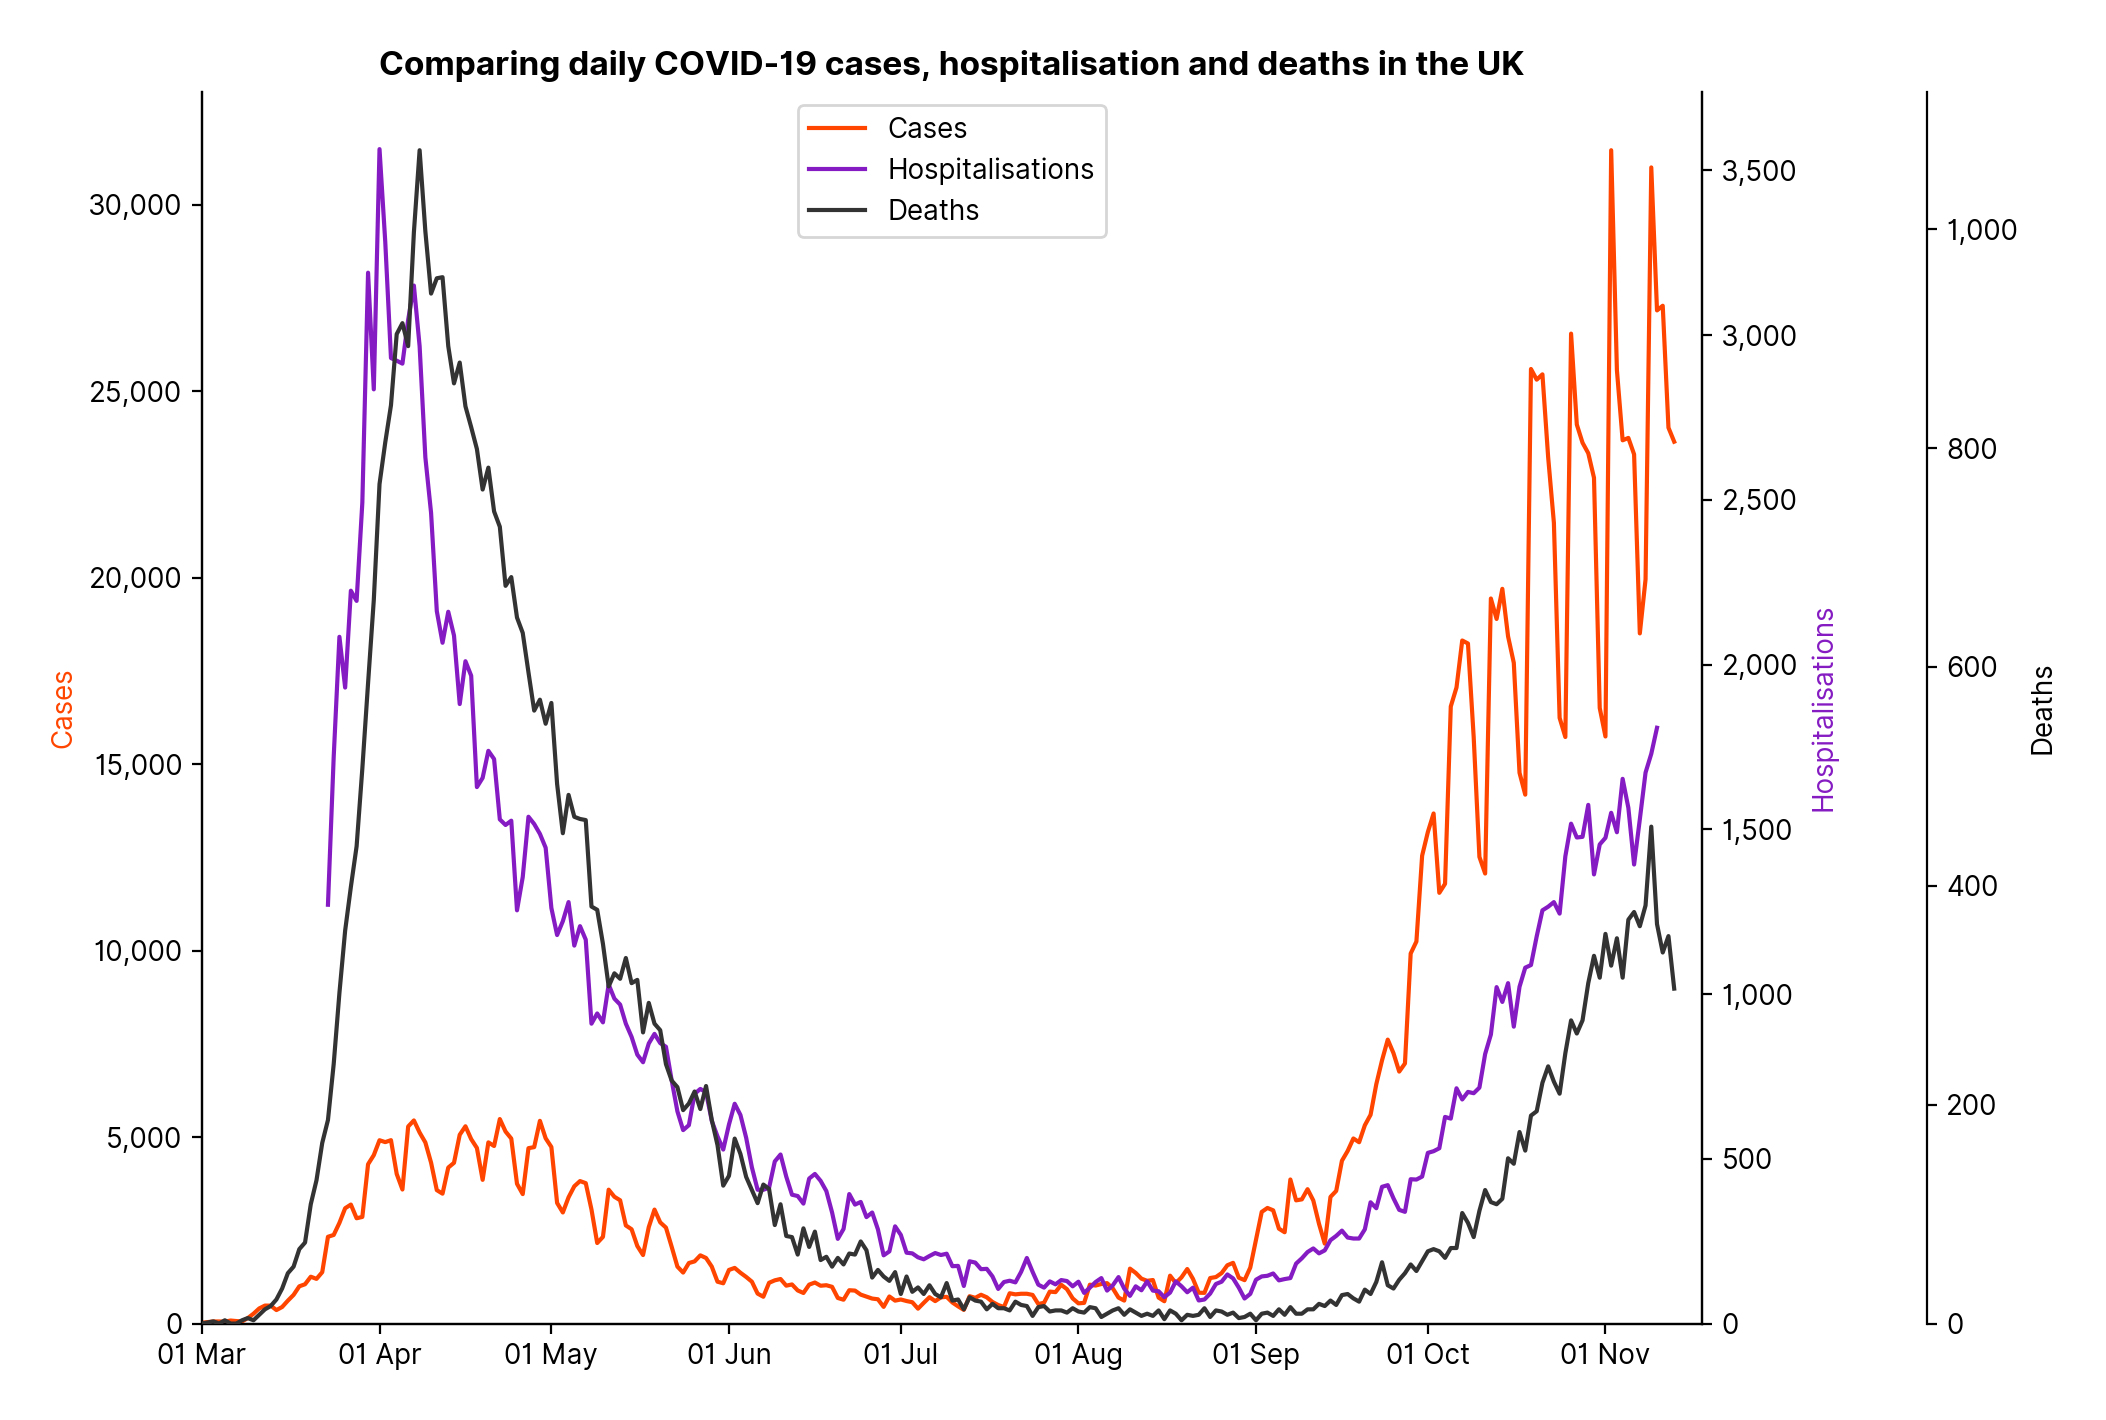 Comparing daily COVID-19 cases, hospitalisation and deaths in the UK
Cases
Hospitalisations
Deaths
30,000
25,000
20,000
15,000
10,000
5,000
0
Cases
3,500
3,000
2,500
2,000
1,500
1,000
500
0
Hospitalisations
1,000
800
600
400
200
0
Deaths
01 Mar
01 Apr
01 May
01 Jun
01 Jul
01 Aug
01 Sep
01 Oct
01 Nov